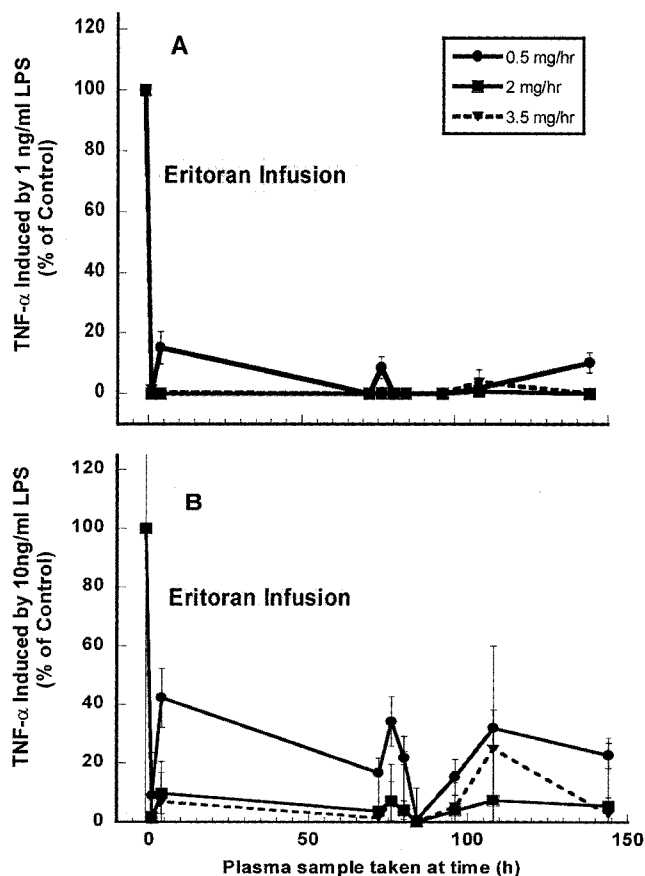 A
120
100
80
60
40
20
0
TNF-α Induced by 1 ng/ml LPS
(% of Control)
Eritoran Infusion
0.5 mg/hr
2 mg/hr
3.5 mg/hr
B
120
100
80
60
40
20
0
TNF-α Induced by 10ng/ml LPS
(% of Control)
Eritoran Infusion
0
50
100
150
Plasma sample taken at time (h)